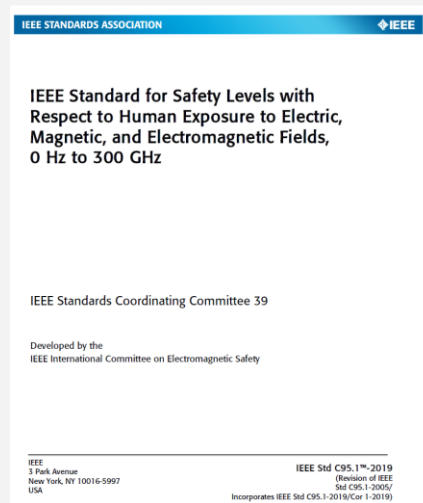 IEEE STANDARDS ASSOCIATION
IEEE
IEEE Standard for Safety Levels with
Respect to Human Exposure to Electric,
Magnetic, and Electromagnetic Fields,
0 Hz to 300 GHz
IEEE Standards Coordinating Committee 39
Developed by the
IEEE International Committee on Electromagnetic Safety
IEEE
3 Park Avenue
New York, NY 10016-5997
USA
IEEE Std C95.1™-2019
(Revision of IEEE
Std C95.1-2005/
Incorporates IEEE Std C95.1-2019/Cor 1-2019)